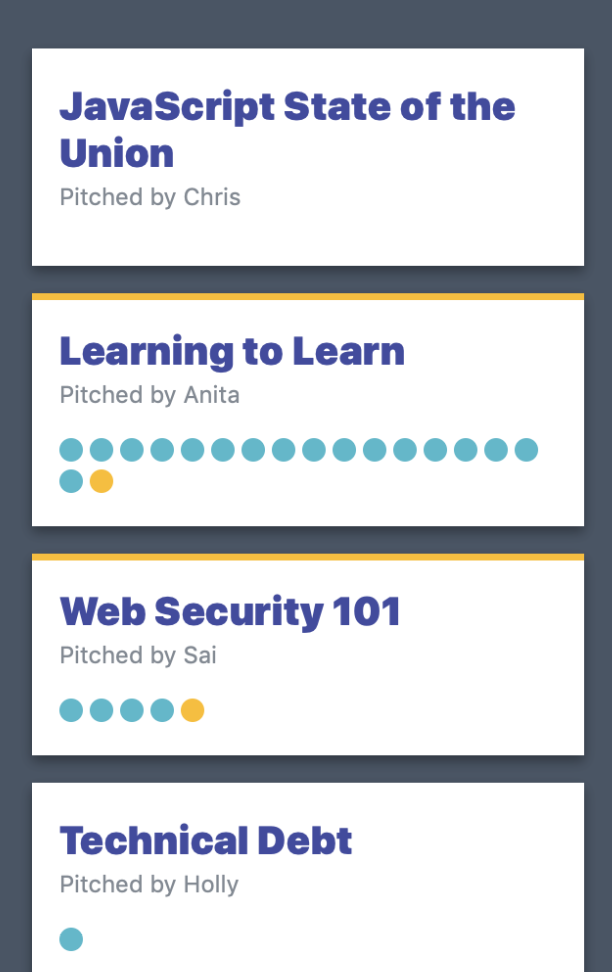 JavaScript State of the
Union
Pitched by Chris
Learning to Learn
Pitched by Anita
Web Security 101
Pitched by Sai
Technical Debt
Pitched by Holly